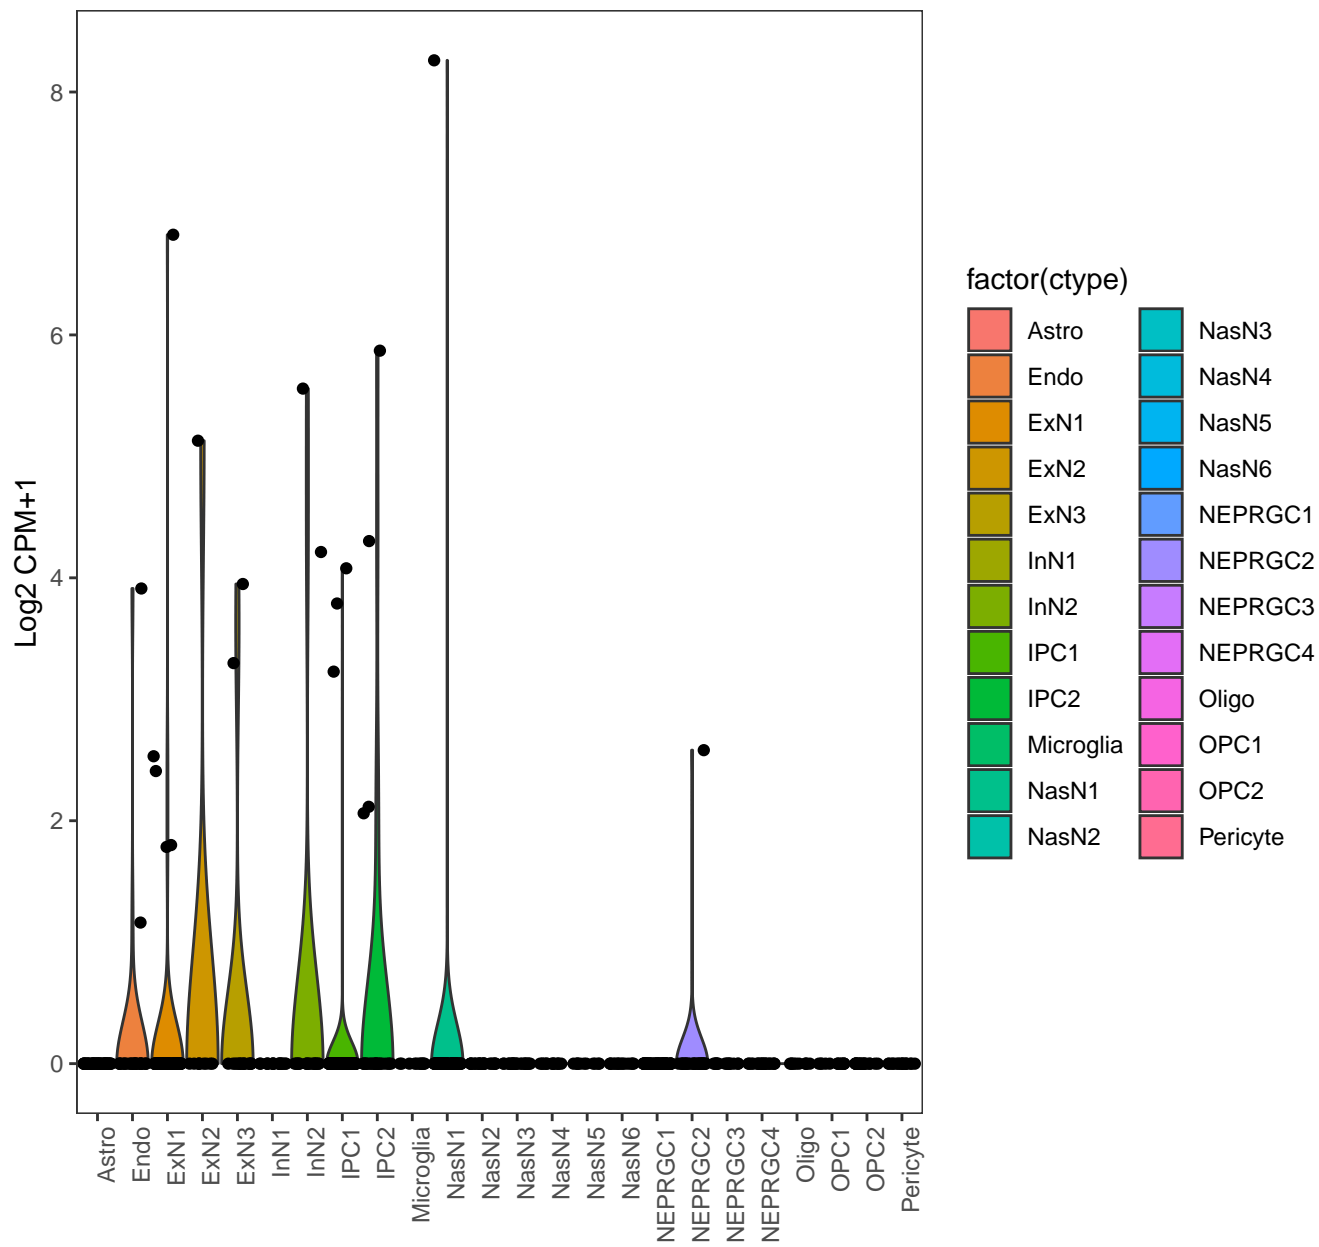 8
6
4
2
0
Log2 CPM+1
Astro
Endo
ExN1
ExN2
ExN3
InN1
InN2
IPC1
IPC2
Microglia
NasN1
NasN2
NasN3
NasN4
NasN5
NasN6
NEPRGC1
NEPRGC2
NEPRGC3
NEPRGC4
Oligo
OPC1
OPC2
Pericyte
factor(ctype)
Astro
Endo
ExN1
ExN2
ExN3
InN1
InN2
IPC1
IPC2
Microglia
NasN1
NasN2
NasN3
NasN4
NasN5
NasN6
NEPRGC1
NEPRGC2
NEPRGC3
NEPRGC4
Oligo
OPC1
OPC2
Pericyte